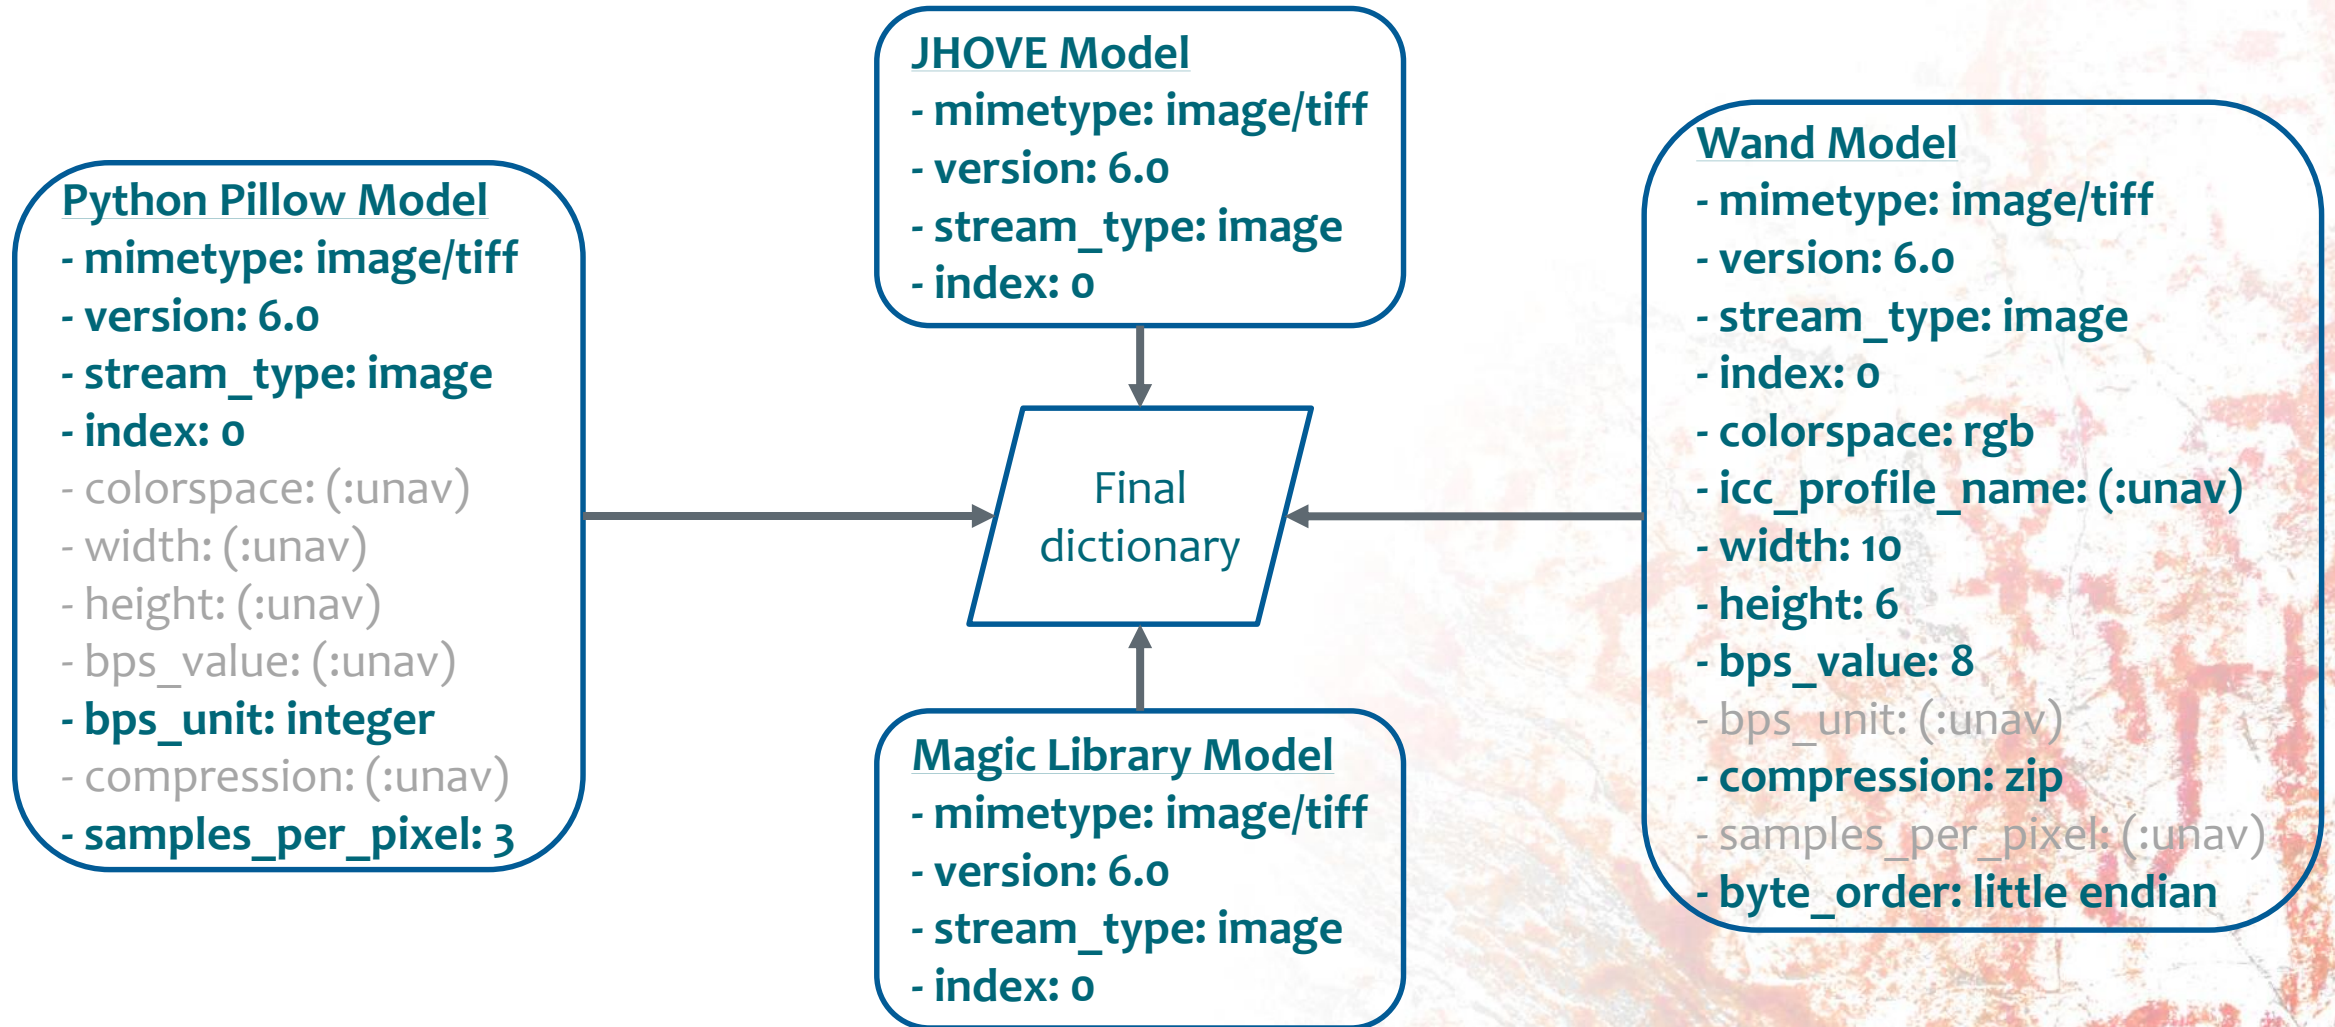 Python Pillow Model
- mimetype: image/tiff
- version: 6.0
- stream_type: image
- index: 0
- colorspace: (:unav)
- width: (:unav)
- height: (:unav)
- bps_value: (:unav)
- bps_unit: integer
- compression: (:unav)
- samples_per_pixel: 3
JHOVE Model
- mimetype: image/tiff
- version: 6.0
- stream_type: image
- index: 0
Final
dictionary
Magic Library Model
- mimetype: image/tiff
- version: 6.0
- stream_type: image
- index: 0
Wand Model
- mimetype: image/tiff
- version: 6.0
- stream_type: image
- index: 0
- colorspace: rgb
- icc_profile_name: (:unav)
- width: 10
- height: 6
- bps_value: 8
- bps_unit: (:unav)
- compression: zip
- samples_per_pixel: (:unav)
- byte_order: little endian